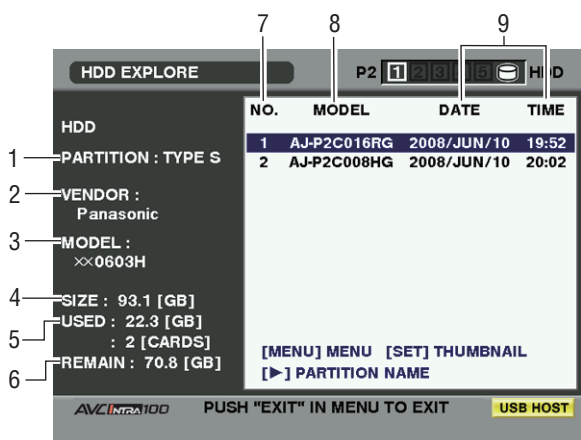 7 8 9
HDD EXPLORE P2 1 2 3 4 5 HDD
NO. MODEL DATE TIME
HDD
1 AJ-P2C016RG 2008/JUN/10 19:52
1 PARTITION : TYPE S
2 AJ-P2C008HG 2008/JUN/10 20:02
2 VENDOR :
Panasonic
3 MODEL :
××0603H
4 SIZE : 93.1 [GB]
5 USED : 22.3 [GB]
: 2 [CARDS]
6 REMAIN : 70.8 [GB]
[MENU] MENU [SET] THUMBNAIL
[▶] PARTITION NAME
AVC INTRA 100 PUSH "EXIT" IN MENU TO EXIT USB HOST